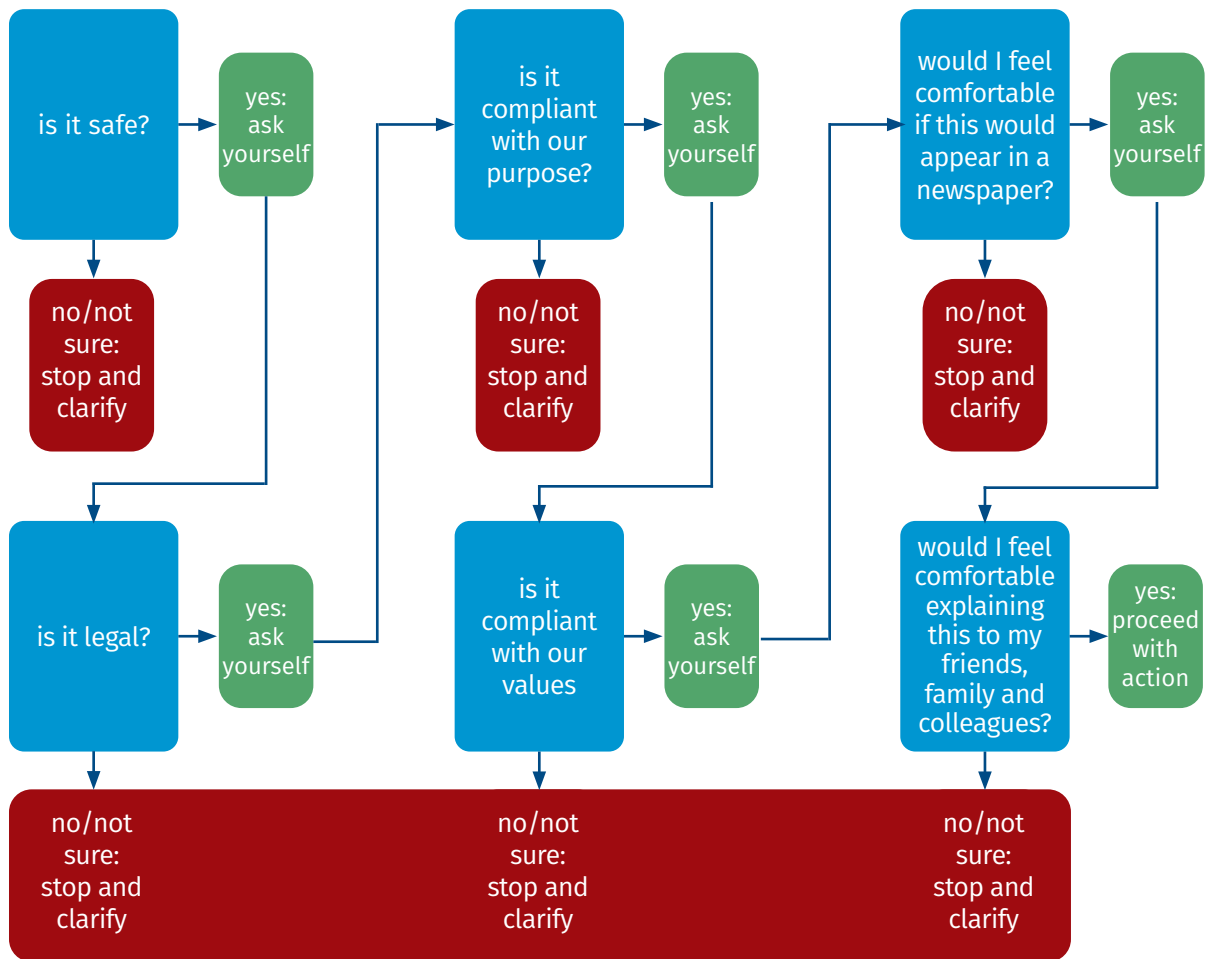 is it safe?
yes:
ask
yourself
no/not
sure:
stop and
clarify
is it legal?
yes:
ask
yourself
no/not
sure:
stop and
clarify
is it
compliant
with our
purpose?
yes:
ask
yourself
no/not
sure:
stop and
clarify
is it
compliant
with our
values
yes:
ask
yourself
no/not
sure:
stop and
clarify
would I feel
comfortable
if this would
appear in a
newspaper?
yes:
ask
yourself
no/not
sure:
stop and
clarify
would I feel
comfortable
explaining
this to my
friends,
family and
colleagues?
yes:
proceed
with
action
no/not
sure:
stop and
clarify